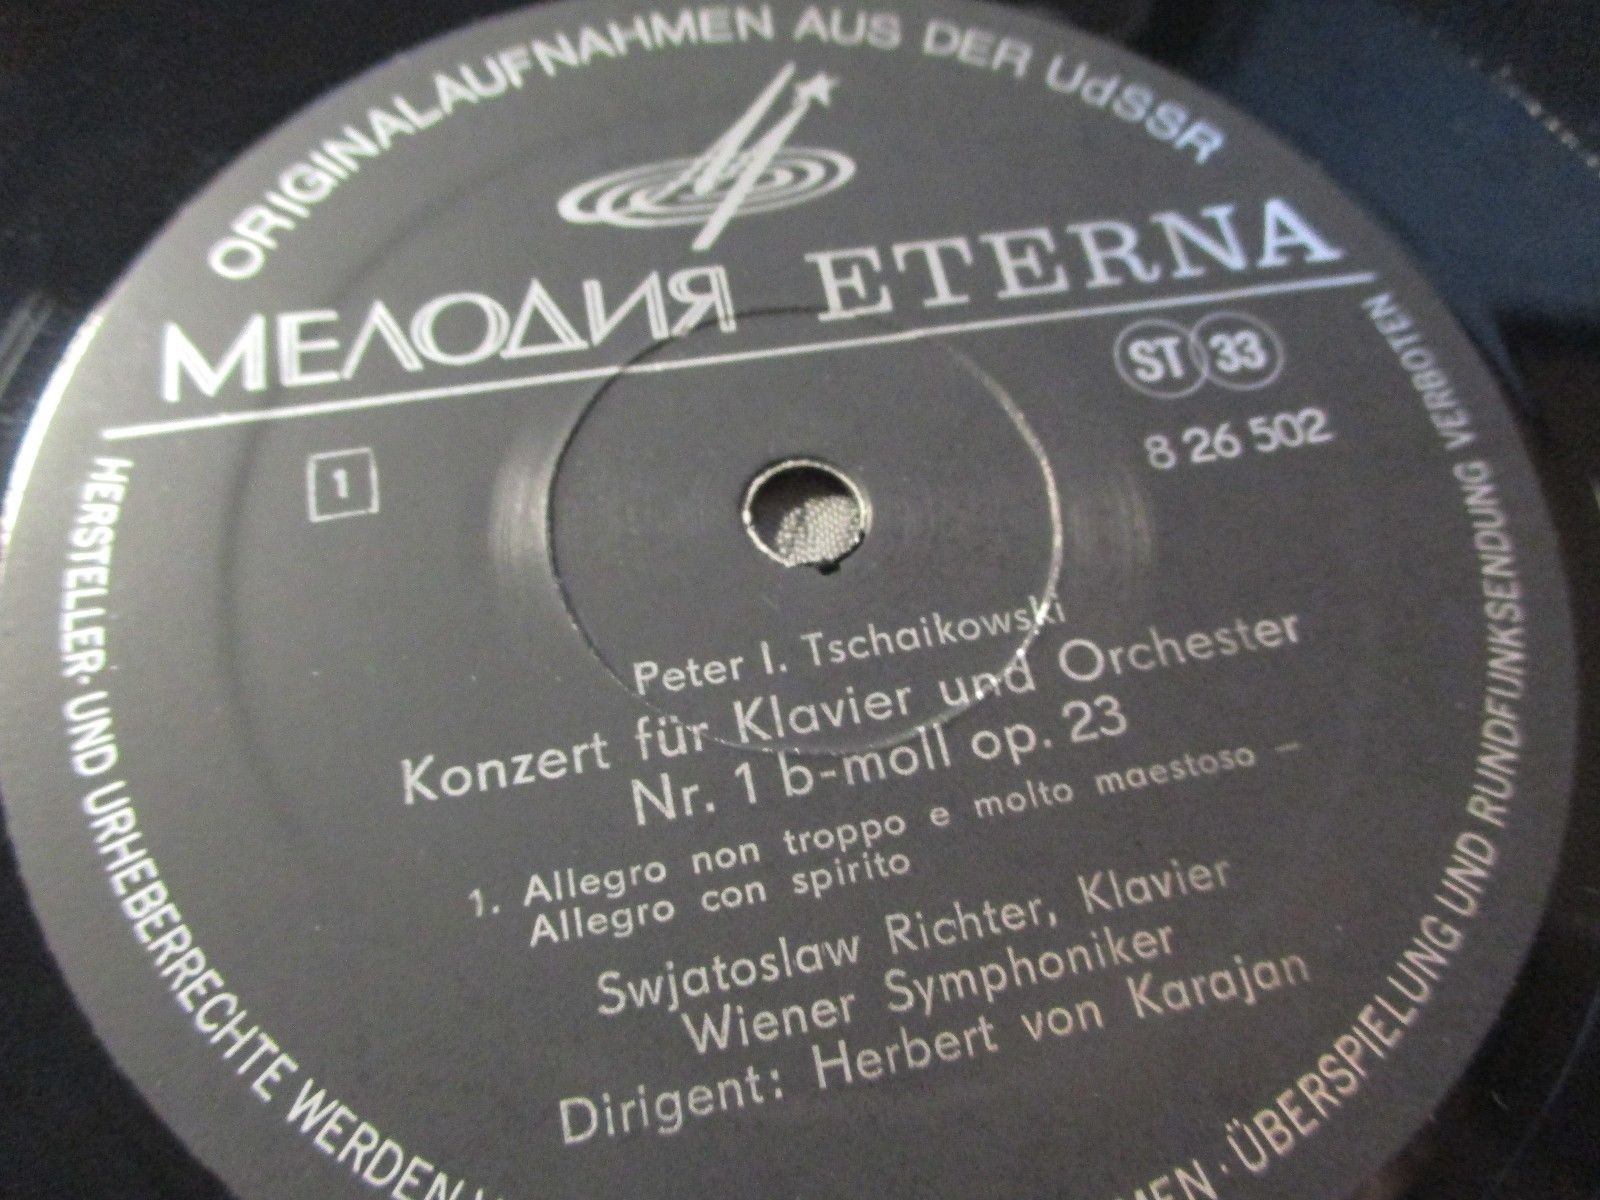 ORIGINALAUFNAHMEN AUS DER UdSSR
МЕЛОДИЯ ETERNA
ST 33
8 26 502
1
Peter I. Tschaikowski
Konzert für Klavier und Orchester
Nr. 1 b-moll op. 23
1. Allegro non troppo e molto maestoso –
Allegro con spirito
Swjatoslaw Richter, Klavier
Wiener Symphoniker
Dirigent: Herbert von Karajan
HERSTELLER- UND URHEBERRECHTE WERDEN
· ÜBERSPIELUNG UND RUNDFUNKSENDUNG VERBOTEN